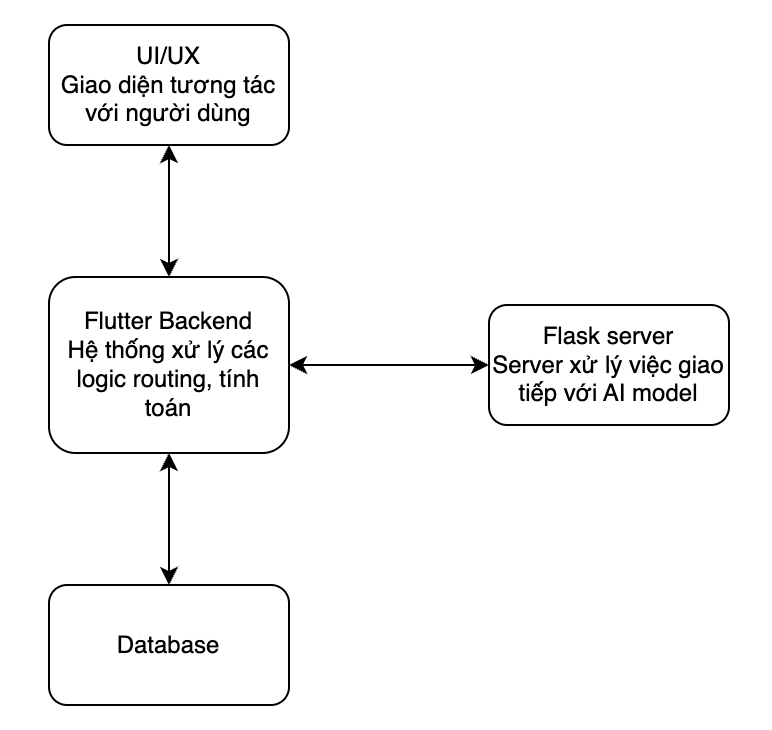 UI/UX
Giao diện tương tác
với người dùng
Flutter Backend
Hệ thống xử lý các
logic routing, tính
toán
Flask server
Server xử lý việc giao
tiếp với AI model
Database